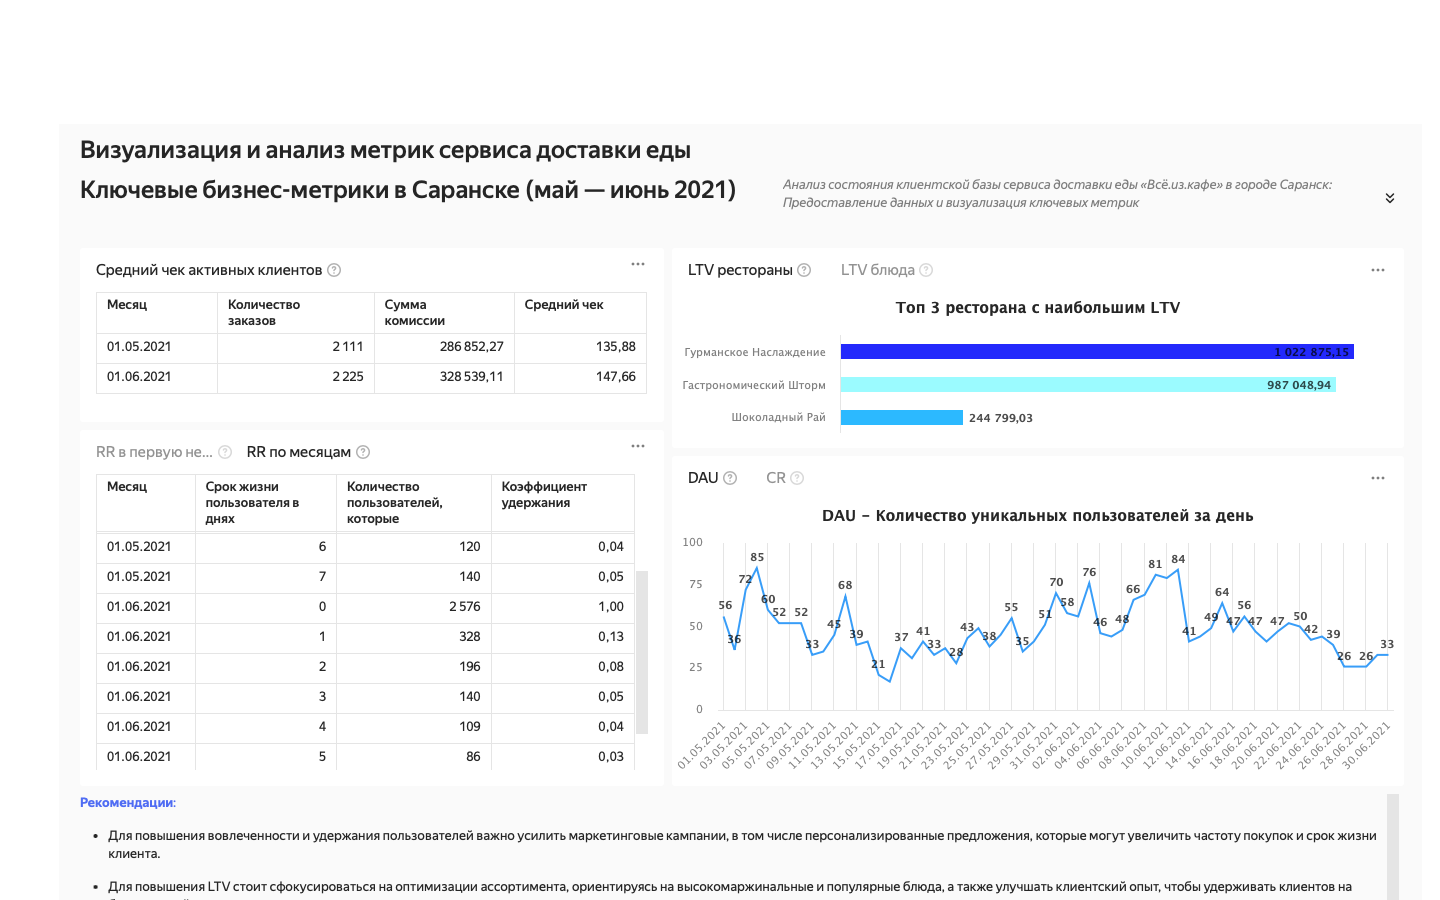 Визуализация и анализ метрик сервиса доставки еды
Ключевые бизнес-метрики в Саранске (май — июнь 2021)
Анализ состояния клиентской базы сервиса доставки еды «Всё.из.кафе» в городе Саранск:
Предоставление данных и визуализация ключевых метрик
Средний чек активных клиентов ?
Месяц Количество заказов Сумма комиссии Средний чек
01.05.2021 2 111 286 852,27 135,88
01.06.2021 2 225 328 539,11 147,66
RR в первую не... ? RR по месяцам ?
Месяц Срок жизни пользователя в днях Количество пользователей, которые Коэффициент удержания
01.05.2021 6 120 0,04
01.05.2021 7 140 0,05
01.06.2021 0 2 576 1,00
01.06.2021 1 328 0,13
01.06.2021 2 196 0,08
01.06.2021 3 140 0,05
01.06.2021 4 109 0,04
01.06.2021 5 86 0,03
LTV рестораны ? LTV блюда ?
Топ 3 ресторана с наибольшим LTV
Гурманское Наслаждение 1 022 875,15
Гастрономический Шторм 987 048,94
Шоколадный Рай 244 799,03
DAU ? CR ?
DAU – Количество уникальных пользователей за день
100
75
50
25
0
56 36 72 85 60 52 52 33 45 68 39 21 37 41 33 28 43 38 55 35 51 70 58 76 46 48 66 81 84 41 49 64 47 56 47 47 50 42 39 26 26 33
01.05.2021 03.05.2021 05.05.2021 07.05.2021 09.05.2021 11.05.2021 13.05.2021 15.05.2021 17.05.2021 19.05.2021 21.05.2021 23.05.2021 25.05.2021 27.05.2021 29.05.2021 31.05.2021 02.06.2021 04.06.2021 06.06.2021 08.06.2021 10.06.2021 12.06.2021 14.06.2021 16.06.2021 18.06.2021 20.06.2021 22.06.2021 24.06.2021 26.06.2021 28.06.2021 30.06.2021
Рекомендации:
• Для повышения вовлеченности и удержания пользователей важно усилить маркетинговые кампании, в том числе персонализированные предложения, которые могут увеличить частоту покупок и срок жизни
клиента.
• Для повышения LTV стоит сфокусироваться на оптимизации ассортимента, ориентируясь на высокомаржинальные и популярные блюда, а также улучшать клиентский опыт, чтобы удерживать клиентов на